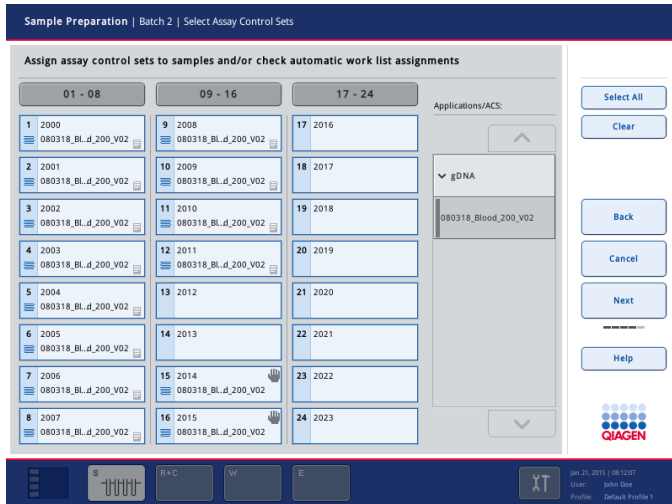 Sample Preparation | Batch 2 | Select Assay Control Sets
Assign assay control sets to samples and/or check automatic work list assignments
01 - 08
09 - 16
17 - 24
Applications/ACS:
1 2000
080318_Bl..d_200_V02
2 2001
080318_Bl..d_200_V02
3 2002
080318_Bl..d_200_V02
4 2003
080318_Bl..d_200_V02
5 2004
080318_Bl..d_200_V02
6 2005
080318_Bl..d_200_V02
7 2006
080318_Bl..d_200_V02
8 2007
080318_Bl..d_200_V02
9 2008
080318_Bl..d_200_V02
10 2009
080318_Bl..d_200_V02
11 2010
080318_Bl..d_200_V02
12 2011
080318_Bl..d_200_V02
13 2012
14 2013
15 2014
080318_Bl..d_200_V02
16 2015
080318_Bl..d_200_V02
17 2016
18 2017
19 2018
20 2019
21 2020
22 2021
23 2022
24 2023
gDNA
080318_Blood_200_V02
Select All
Clear
Back
Cancel
Next
Help
QIAGEN
S
R+C
W
E
Jan 21, 2015 | 08:12:07
User: John Doe
Profile: Default Profile 1